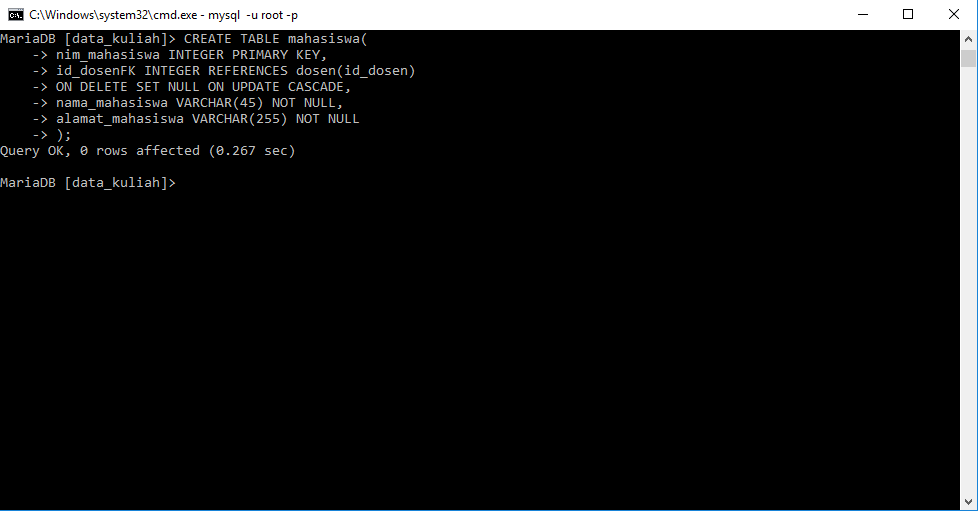 C:\Windows\system32\cmd.exe - mysql  -u root -p
MariaDB [data_kuliah]> CREATE TABLE mahasiswa(
    -> nim_mahasiswa INTEGER PRIMARY KEY,
    -> id_dosenFK INTEGER REFERENCES dosen(id_dosen)
    -> ON DELETE SET NULL ON UPDATE CASCADE,
    -> nama_mahasiswa VARCHAR(45) NOT NULL,
    -> alamat_mahasiswa VARCHAR(255) NOT NULL
    -> );
Query OK, 0 rows affected (0.267 sec)
MariaDB [data_kuliah]>